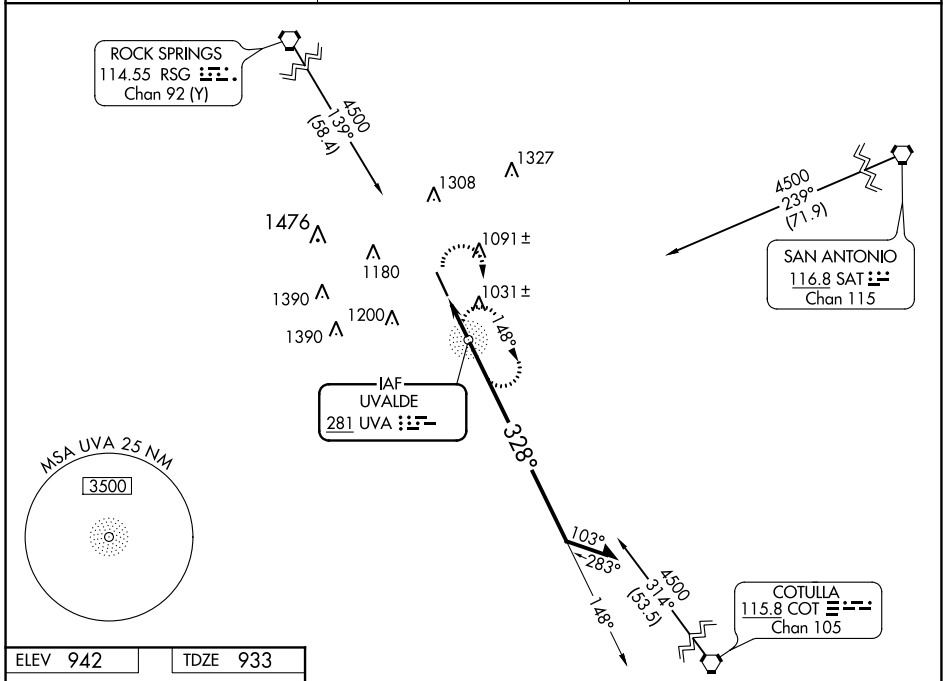 ROCK SPRINGS
114.55 RSG
Chan 92 (Y)
4500
139°
(58.4)
1327
1308
4500
239°
(71.9)
1476
1091 ±
1180
SAN ANTONIO
116.8 SAT
Chan 115
1390
1031 ±
1200
1390
148°
IAF
UVALDE
281 UVA
328°
MSA UVA 25 NM
3500
103°
283°
4500
314°
(53.5)
148°
COTULLA
115.8 COT
Chan 105
ELEV 942
TDZE 933